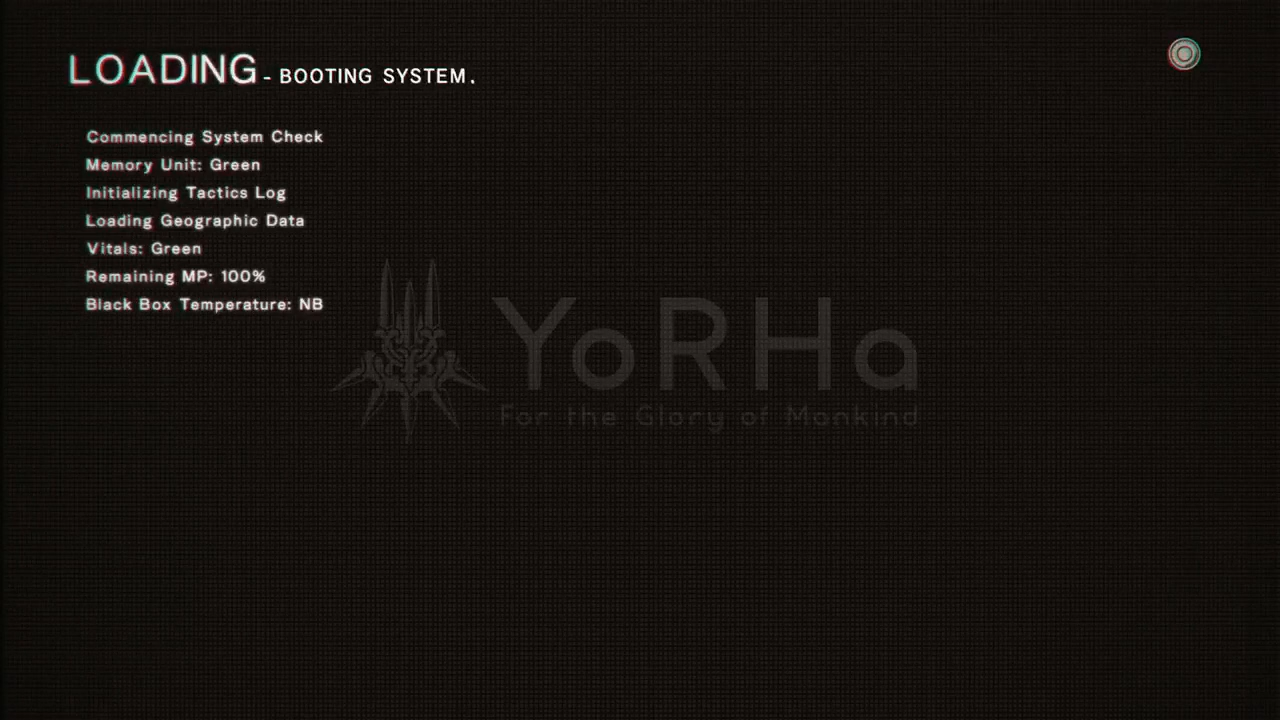 LOADING - BOOTING SYSTEM.
Commencing System Check
Memory Unit: Green
Initializing Tactics Log
Loading Geographic Data
Vitals: Green
Remaining MP: 100%
Black Box Temperature: NB
YoRHa
For the Glory of Mankind